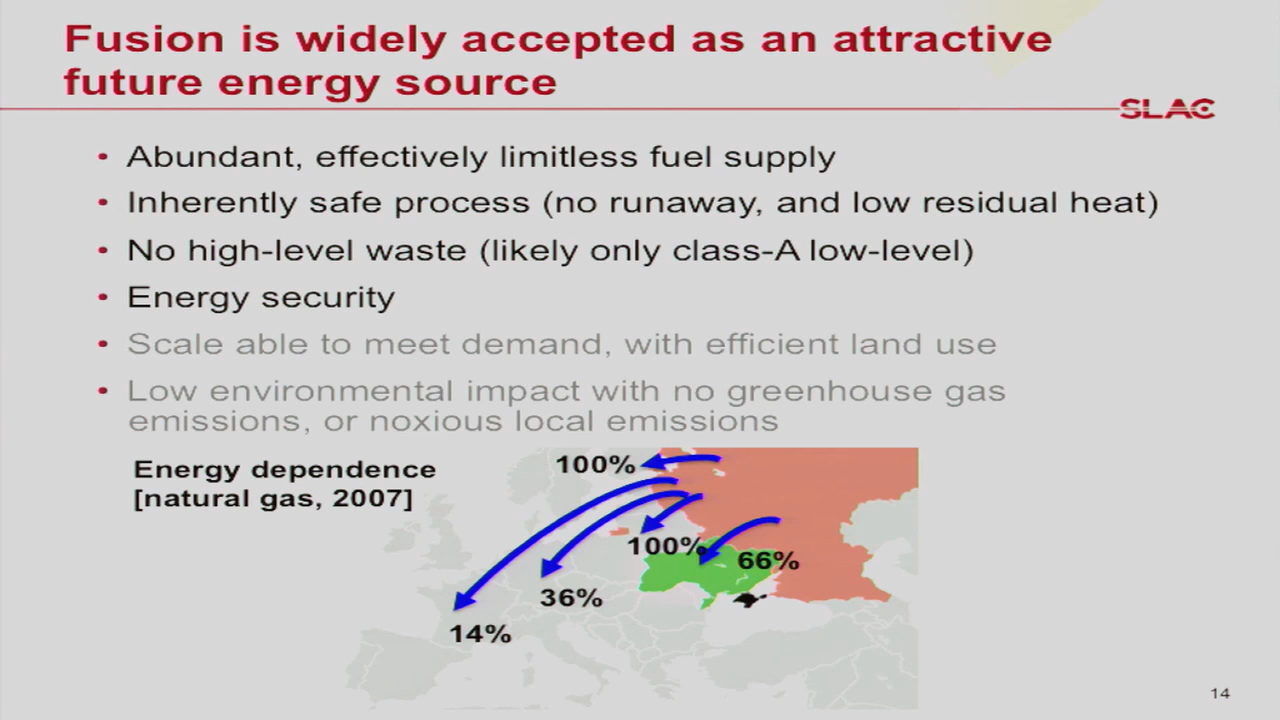 Fusion is widely accepted as an attractive
future energy source
SLAC
• Abundant, effectively limitless fuel supply
• Inherently safe process (no runaway, and low residual heat)
• No high-level waste (likely only class-A low-level)
• Energy security
• Scale able to meet demand, with efficient land use
• Low environmental impact with no greenhouse gas
emissions, or noxious local emissions
Energy dependence
[natural gas, 2007]
100%
100%
66%
36%
14%
14